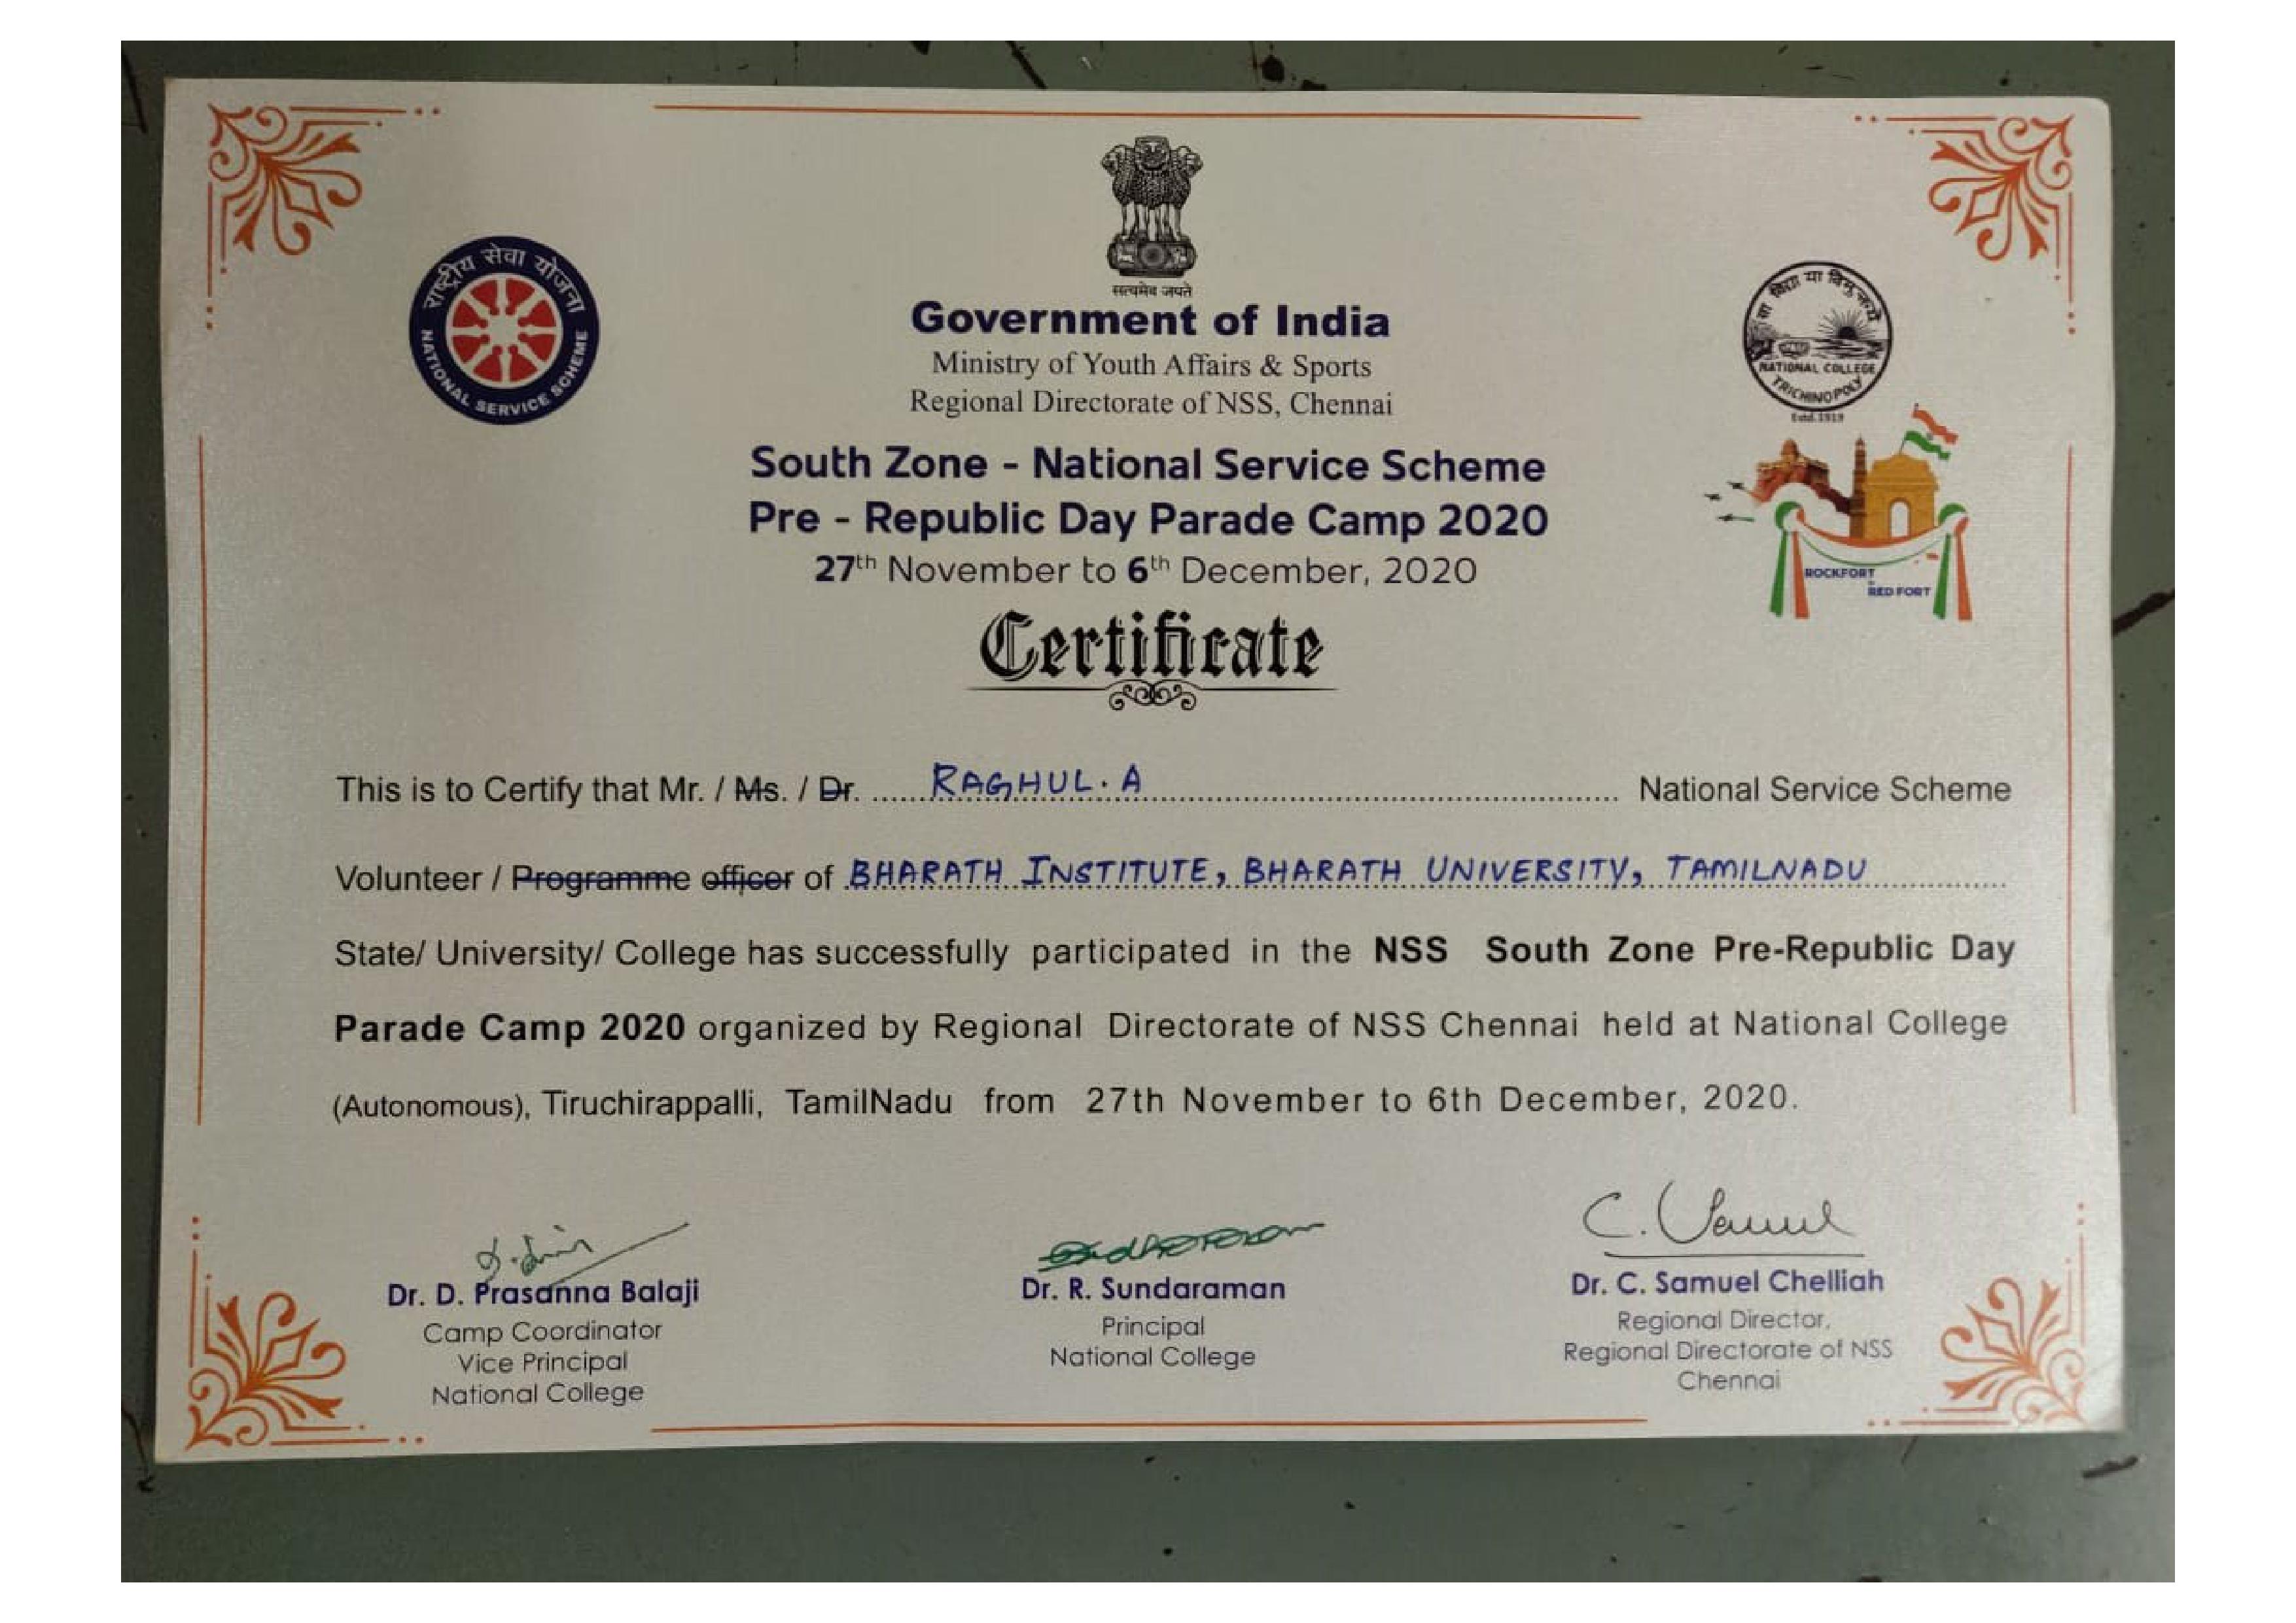 राष्ट्रीय सेवा योजना
NATIONAL SERVICE SCHEME
सत्यमेव जयते
Government of India
Ministry of Youth Affairs & Sports
Regional Directorate of NSS, Chennai
सा विद्या या विमुक्तये
NATIONAL COLLEGE
TRICHINOPOLY
Estd.1919
South Zone - National Service Scheme
Pre - Republic Day Parade Camp 2020
27th November to 6th December, 2020
ROCKFORT
RED FORT
Certificate
This is to Certify that Mr. / Ms. / Dr. RAGHUL. A National Service Scheme
Volunteer / Programme officer of BHARATH INSTITUTE, BHARATH UNIVERSITY, TAMILNADU
State/ University/ College has successfully participated in the NSS South Zone Pre-Republic Day
Parade Camp 2020 organized by Regional Directorate of NSS Chennai held at National College
(Autonomous), Tiruchirappalli, TamilNadu from 27th November to 6th December, 2020.
C. Samuel
Dr. D. Prasanna Balaji
Camp Coordinator
Vice Principal
National College
Dr. R. Sundaraman
Principal
National College
Dr. C. Samuel Chelliah
Regional Director,
Regional Directorate of NSS
Chennai